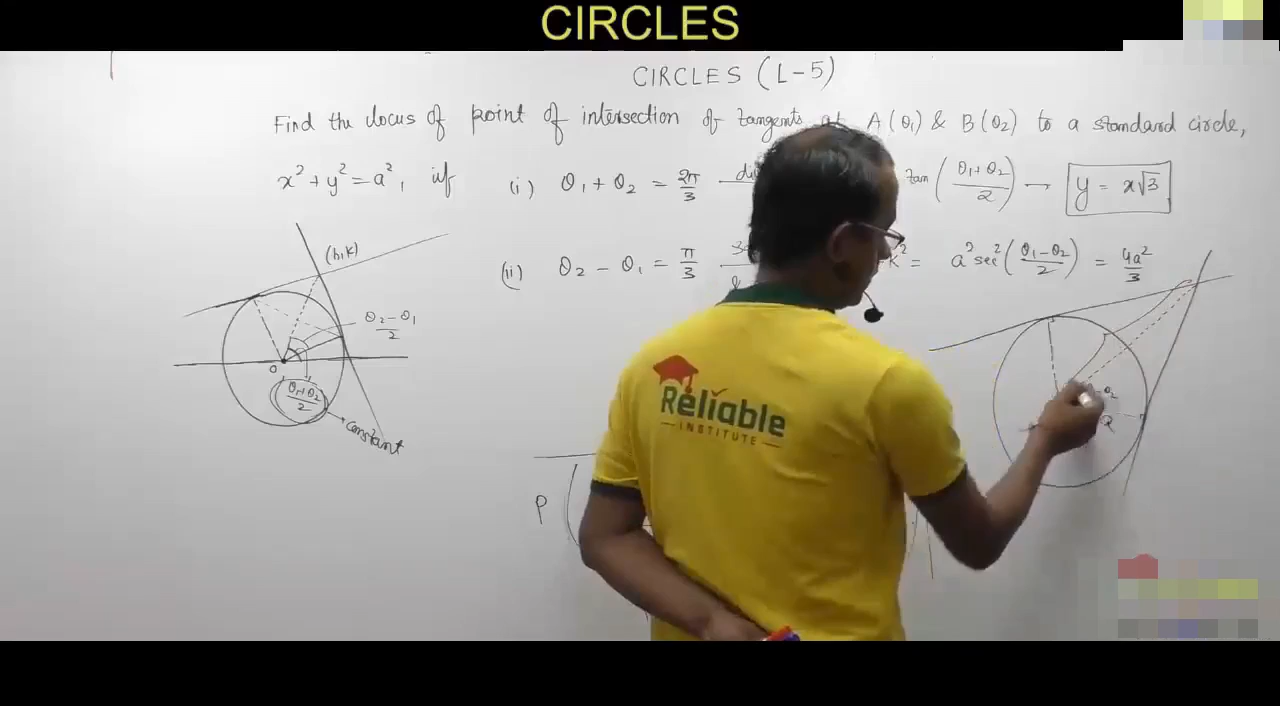 CIRCLES
CIRCLES (L-5)
Find the locus of point of intersection of tangents at A(θ₁) & B(θ₂) to a standard circle,
x² + y² = a², if (i) θ₁ + θ₂ = 2π/3 tan(θ₁+θ₂/2) → y = x√3
(ii) θ₂ - θ₁ = π/3 k² = a² sec²(θ₁-θ₂/2) = 4a²/3
(h,k)
θ₂-θ₁/2
O
θ₁+θ₂/2
constant
P
Reliable
INSTITUTE